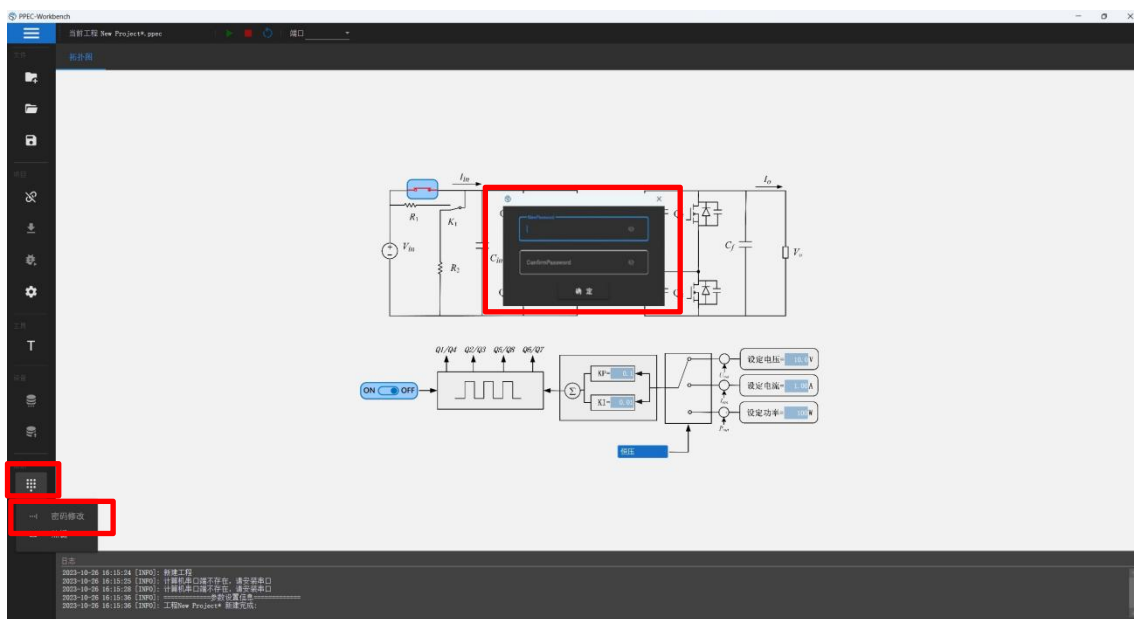 PPEC-Workbench
当前工程 New Project*.ppec
端口
拓扑图
工具
T
I_in
R_1
K_1
V_in
R_2
C_in
NewPassword
ConfirmPassword
确 定
I_o
C_f
V_o
Q1/Q4 Q2/Q3 Q5/Q8 Q6/Q7
ON OFF
Σ
KP=
KI=
设定电压= V
设定电流= 1.00 A
设定功率= 100 W
恒压
密码修改
日志
2023-10-26 16:15:24 [INFO]: 新建工程
2023-10-26 16:15:25 [INFO]: 计算机串口端不存在, 请安装串口
2023-10-26 16:15:28 [INFO]: 计算机串口端不存在, 请安装串口
2023-10-26 16:15:36 [INFO]: ============参数设置信息============
2023-10-26 16:15:36 [INFO]: 工程New Project* 新建完成: